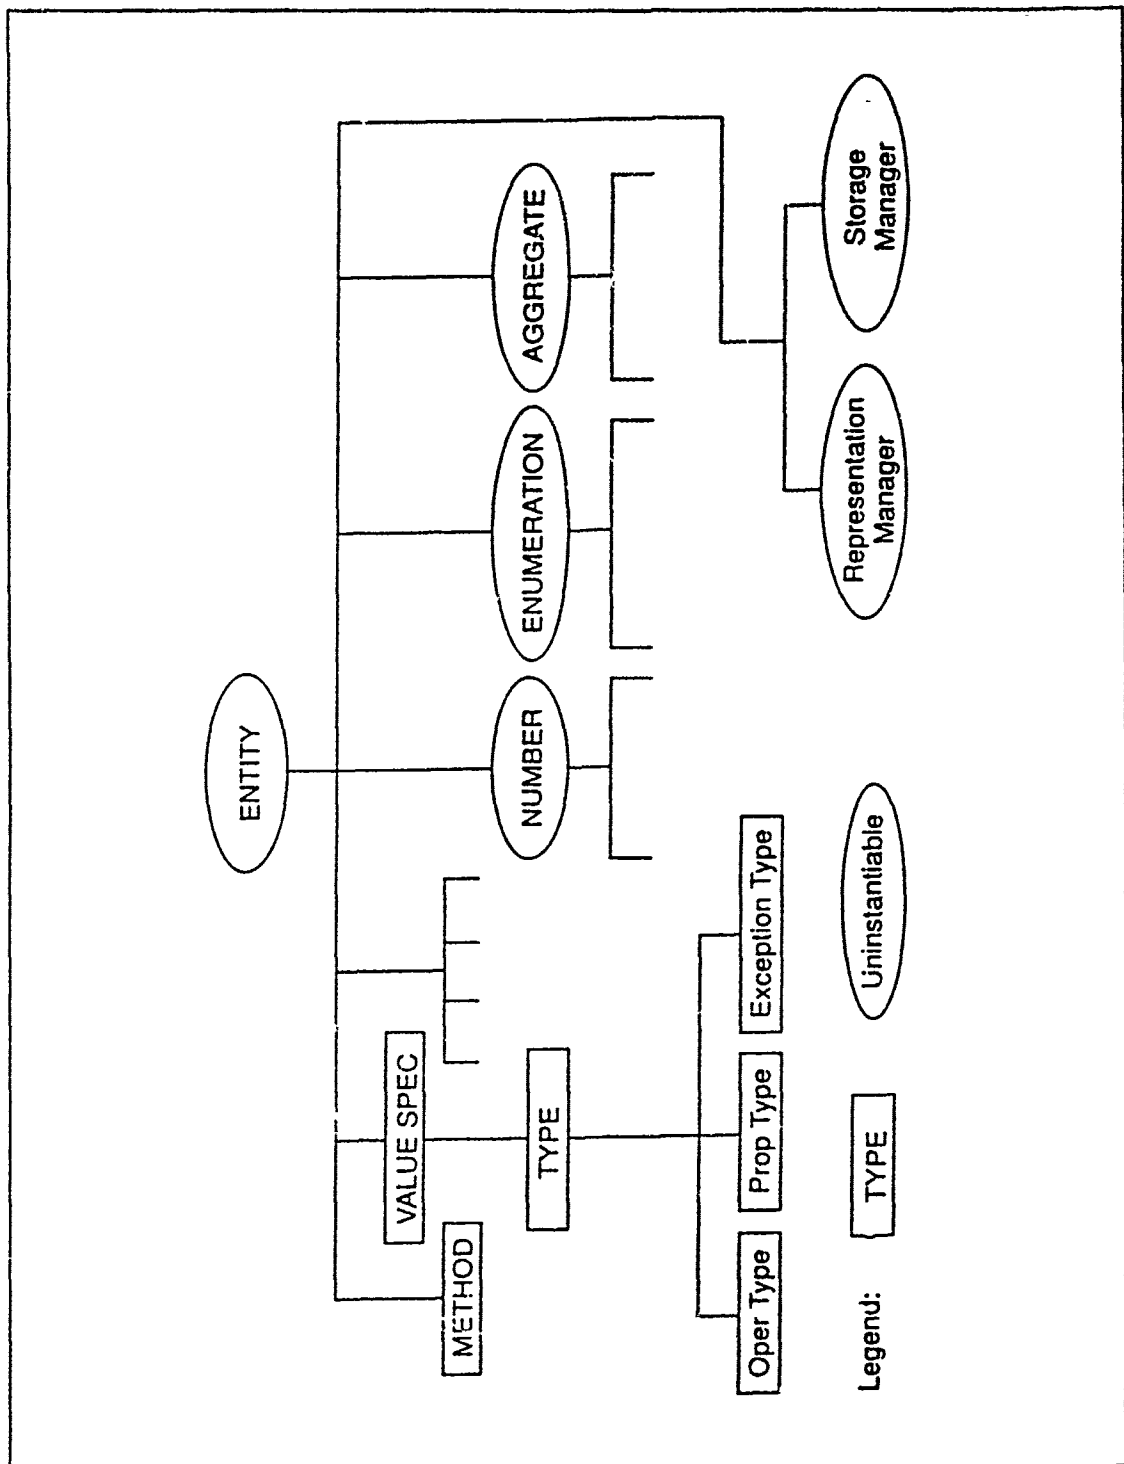 ENTITY
METHOD
VALUE SPEC
TYPE
NUMBER
ENUMERATION
AGGREGATE
Oper Type
Prop Type
Exception Type
Representation
Manager
Storage
Manager
Legend:
TYPE
Uninstantiable